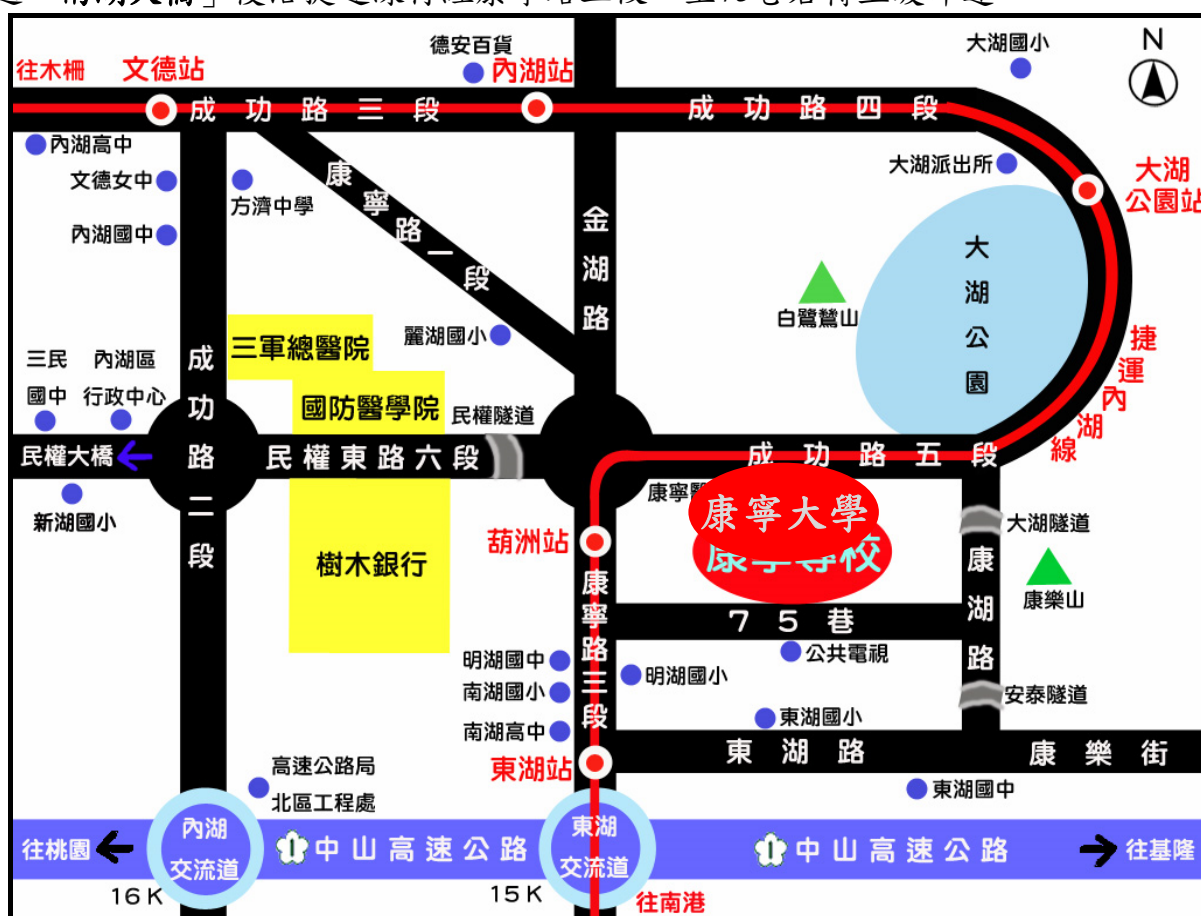 德安百貨
大湖國小
N
往木柵
文德站
內湖站
成功路三段
成功路四段
內湖高中
文德女中
方濟中學
內湖國中
康寧路一段
金湖路
大湖派出所
大湖公園站
大湖公園
白鷺鷥山
麗湖國小
捷運內湖線
三軍總醫院
國防醫學院
三民國中
內湖區行政中心
成功路二段
民權隧道
民權大橋
民權東路六段
成功路五段
新湖國小
康寧大學
康寧專校
大湖隧道
葫洲站
樹木銀行
康寧路三段
康湖路
康樂山
75巷
公共電視
明湖國中
明湖國小
南湖國小
安泰隧道
南湖高中
東湖國小
東湖站
東湖路
康樂街
高速公路局
北區工程處
東湖國中
往桃園
內湖
交流道
1
中山高速公路
東湖
交流道
1
中山高速公路
往基隆
16K
15K
往南港